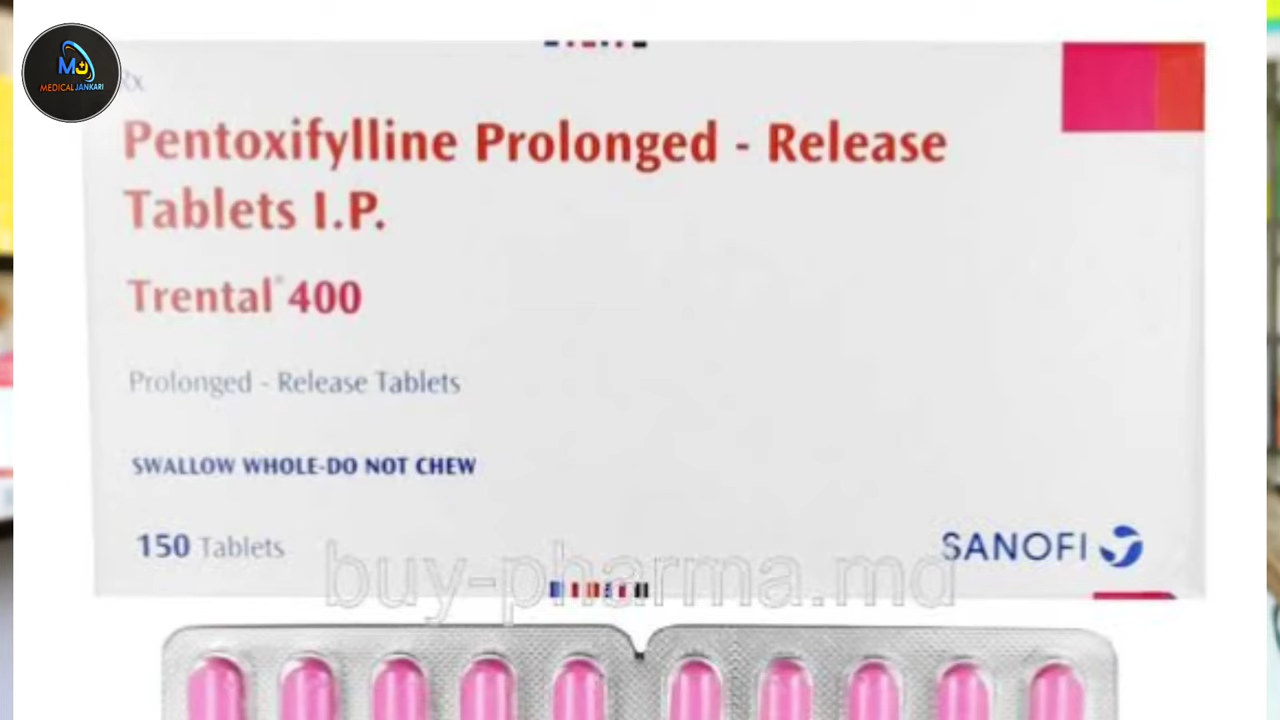 MEDICAL JANKARI
Rx
Pentoxifylline Prolonged - Release
Tablets I.P.
Trental® 400
Prolonged - Release Tablets
SWALLOW WHOLE-DO NOT CHEW
150 Tablets
SANOFI
buy-pharma.md